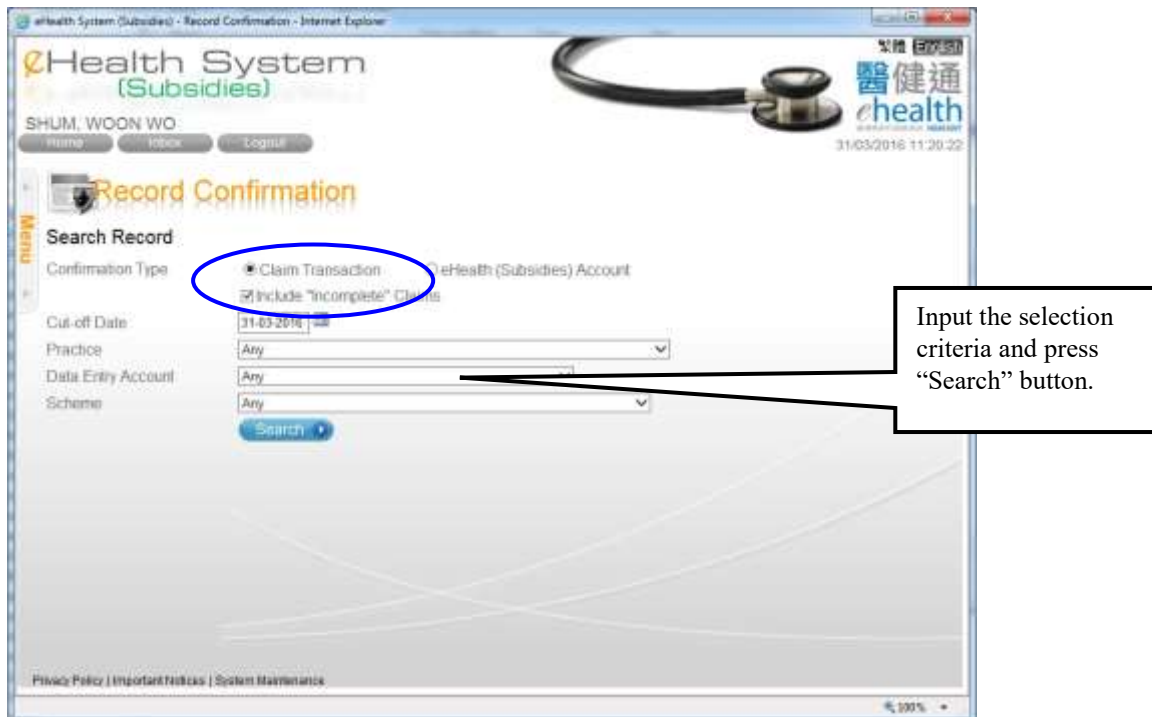 eHealth System (Subsidies) - Record Confirmation - Internet Explorer
eHealth System
(Subsidies)
繁體 English
醫健通
ehealth
SHUM, WOON WO
Home Inbox Logout
31/03/2016 11:20:22
Record Confirmation
Menu
Search Record
Confirmation Type Claim Transaction eHealth (Subsidies) Account
Include "Incomplete" Claims
Cut-off Date 31-03-2016
Practice Any
Data Entry Account Any
Scheme Any
Search
Input the selection
criteria and press
“Search” button.
Privacy Policy | Important Notices | System Maintenance
100%